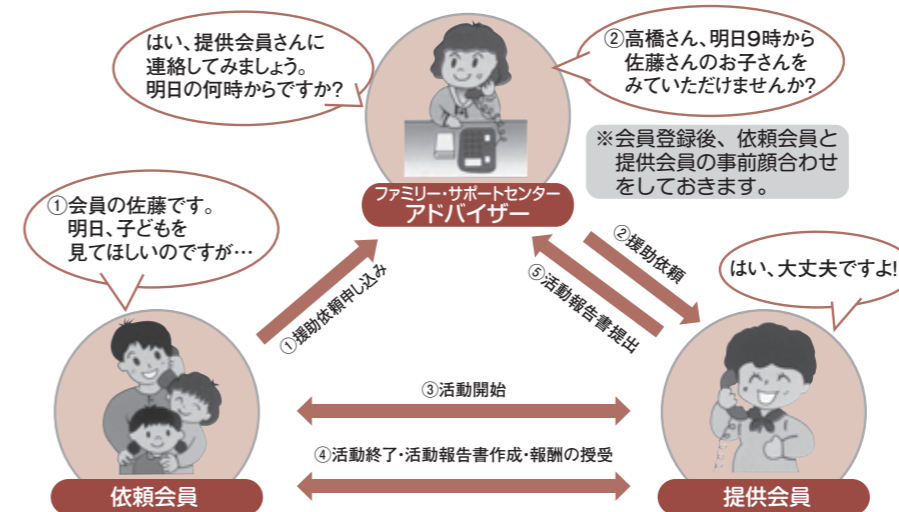 はい、提供会員さんに
連絡してみましょう。
明日の何時からですか?
②高橋さん、明日9時から
佐藤さんのお子さんを
みていただけませんか?
※会員登録後、依頼会員と
提供会員の事前顔合わせ
をしておきます。
ファミリー・サポートセンター
アドバイザー
①会員の佐藤です。
明日、子どもを
見てほしいのですが…
①援助依頼申し込み
②援助依頼
⑤活動報告書提出
はい、大丈夫ですよ!
③活動開始
④活動終了・活動報告書作成・報酬の授受
依頼会員
提供会員